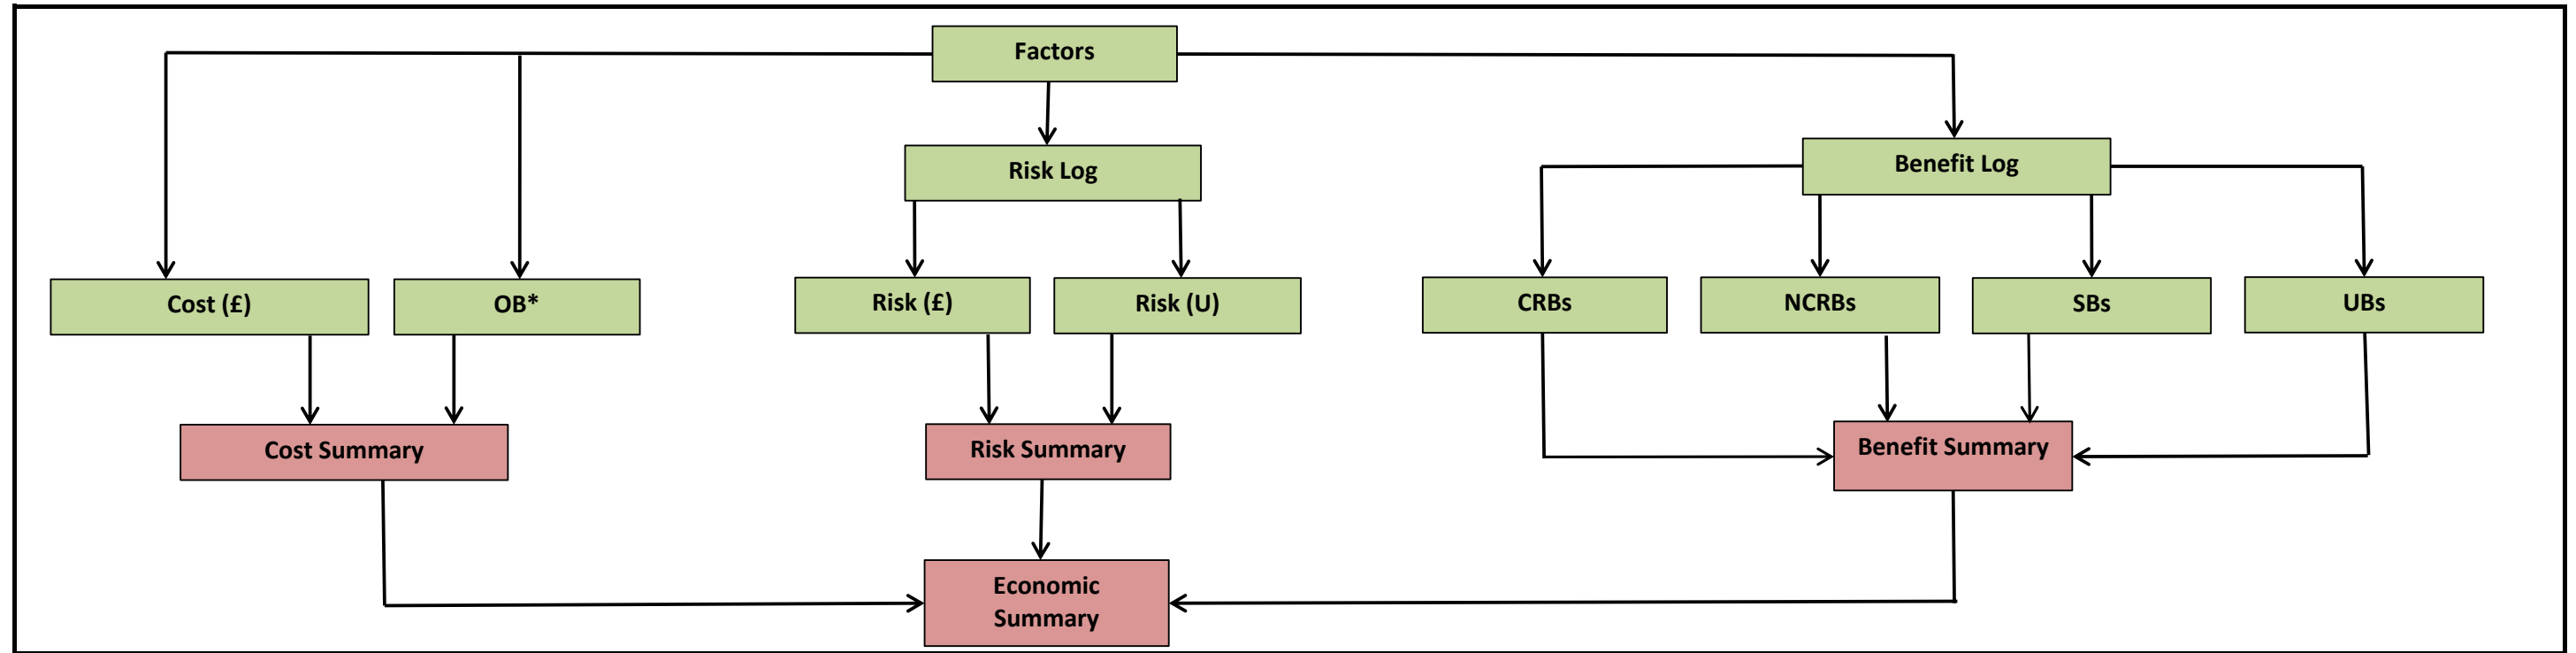 Factors
Risk Log
Benefit Log
Cost (£)
OB*
Risk (£)
Risk (U)
CRBs
NCRBs
SBs
UBs
Cost Summary
Risk Summary
Benefit Summary
Economic
Summary